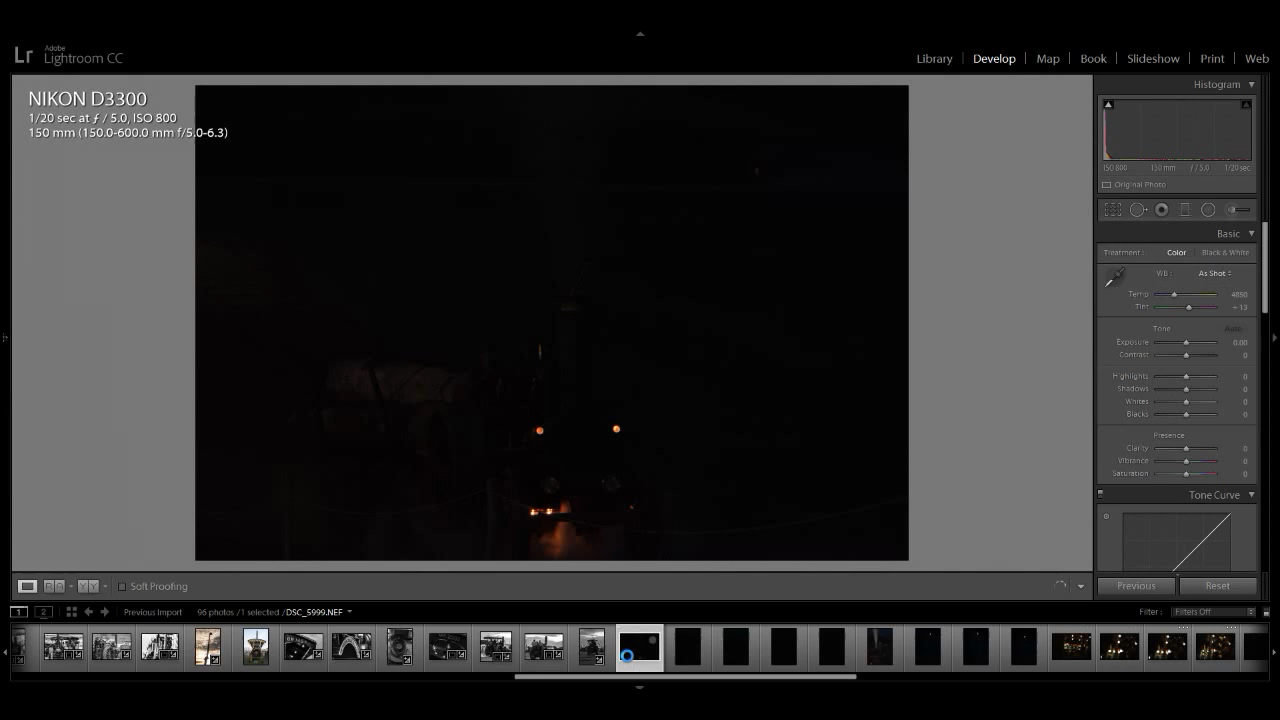 Lr Adobe
Lightroom CC
Library | Develop | Map | Book | Slideshow | Print | Web
NIKON D3300
1/20 sec at ƒ / 5.0, ISO 800
150 mm (150.0-600.0 mm f/5.0-6.3)
Histogram
ISO 800 150 mm ƒ / 5.0 1/20 sec
Original Photo
Basic
Treatment : Color Black & White
WB : As Shot
Temp 4850
Tint + 13
Tone Auto
Exposure 0.00
Contrast 0
Highlights 0
Shadows 0
Whites 0
Blacks 0
Presence
Clarity 0
Vibrance 0
Saturation 0
Tone Curve
Soft Proofing
Previous Reset
1 2 Previous Import 96 photos / 1 selected / DSC_5999.NEF Filter : Filters Off